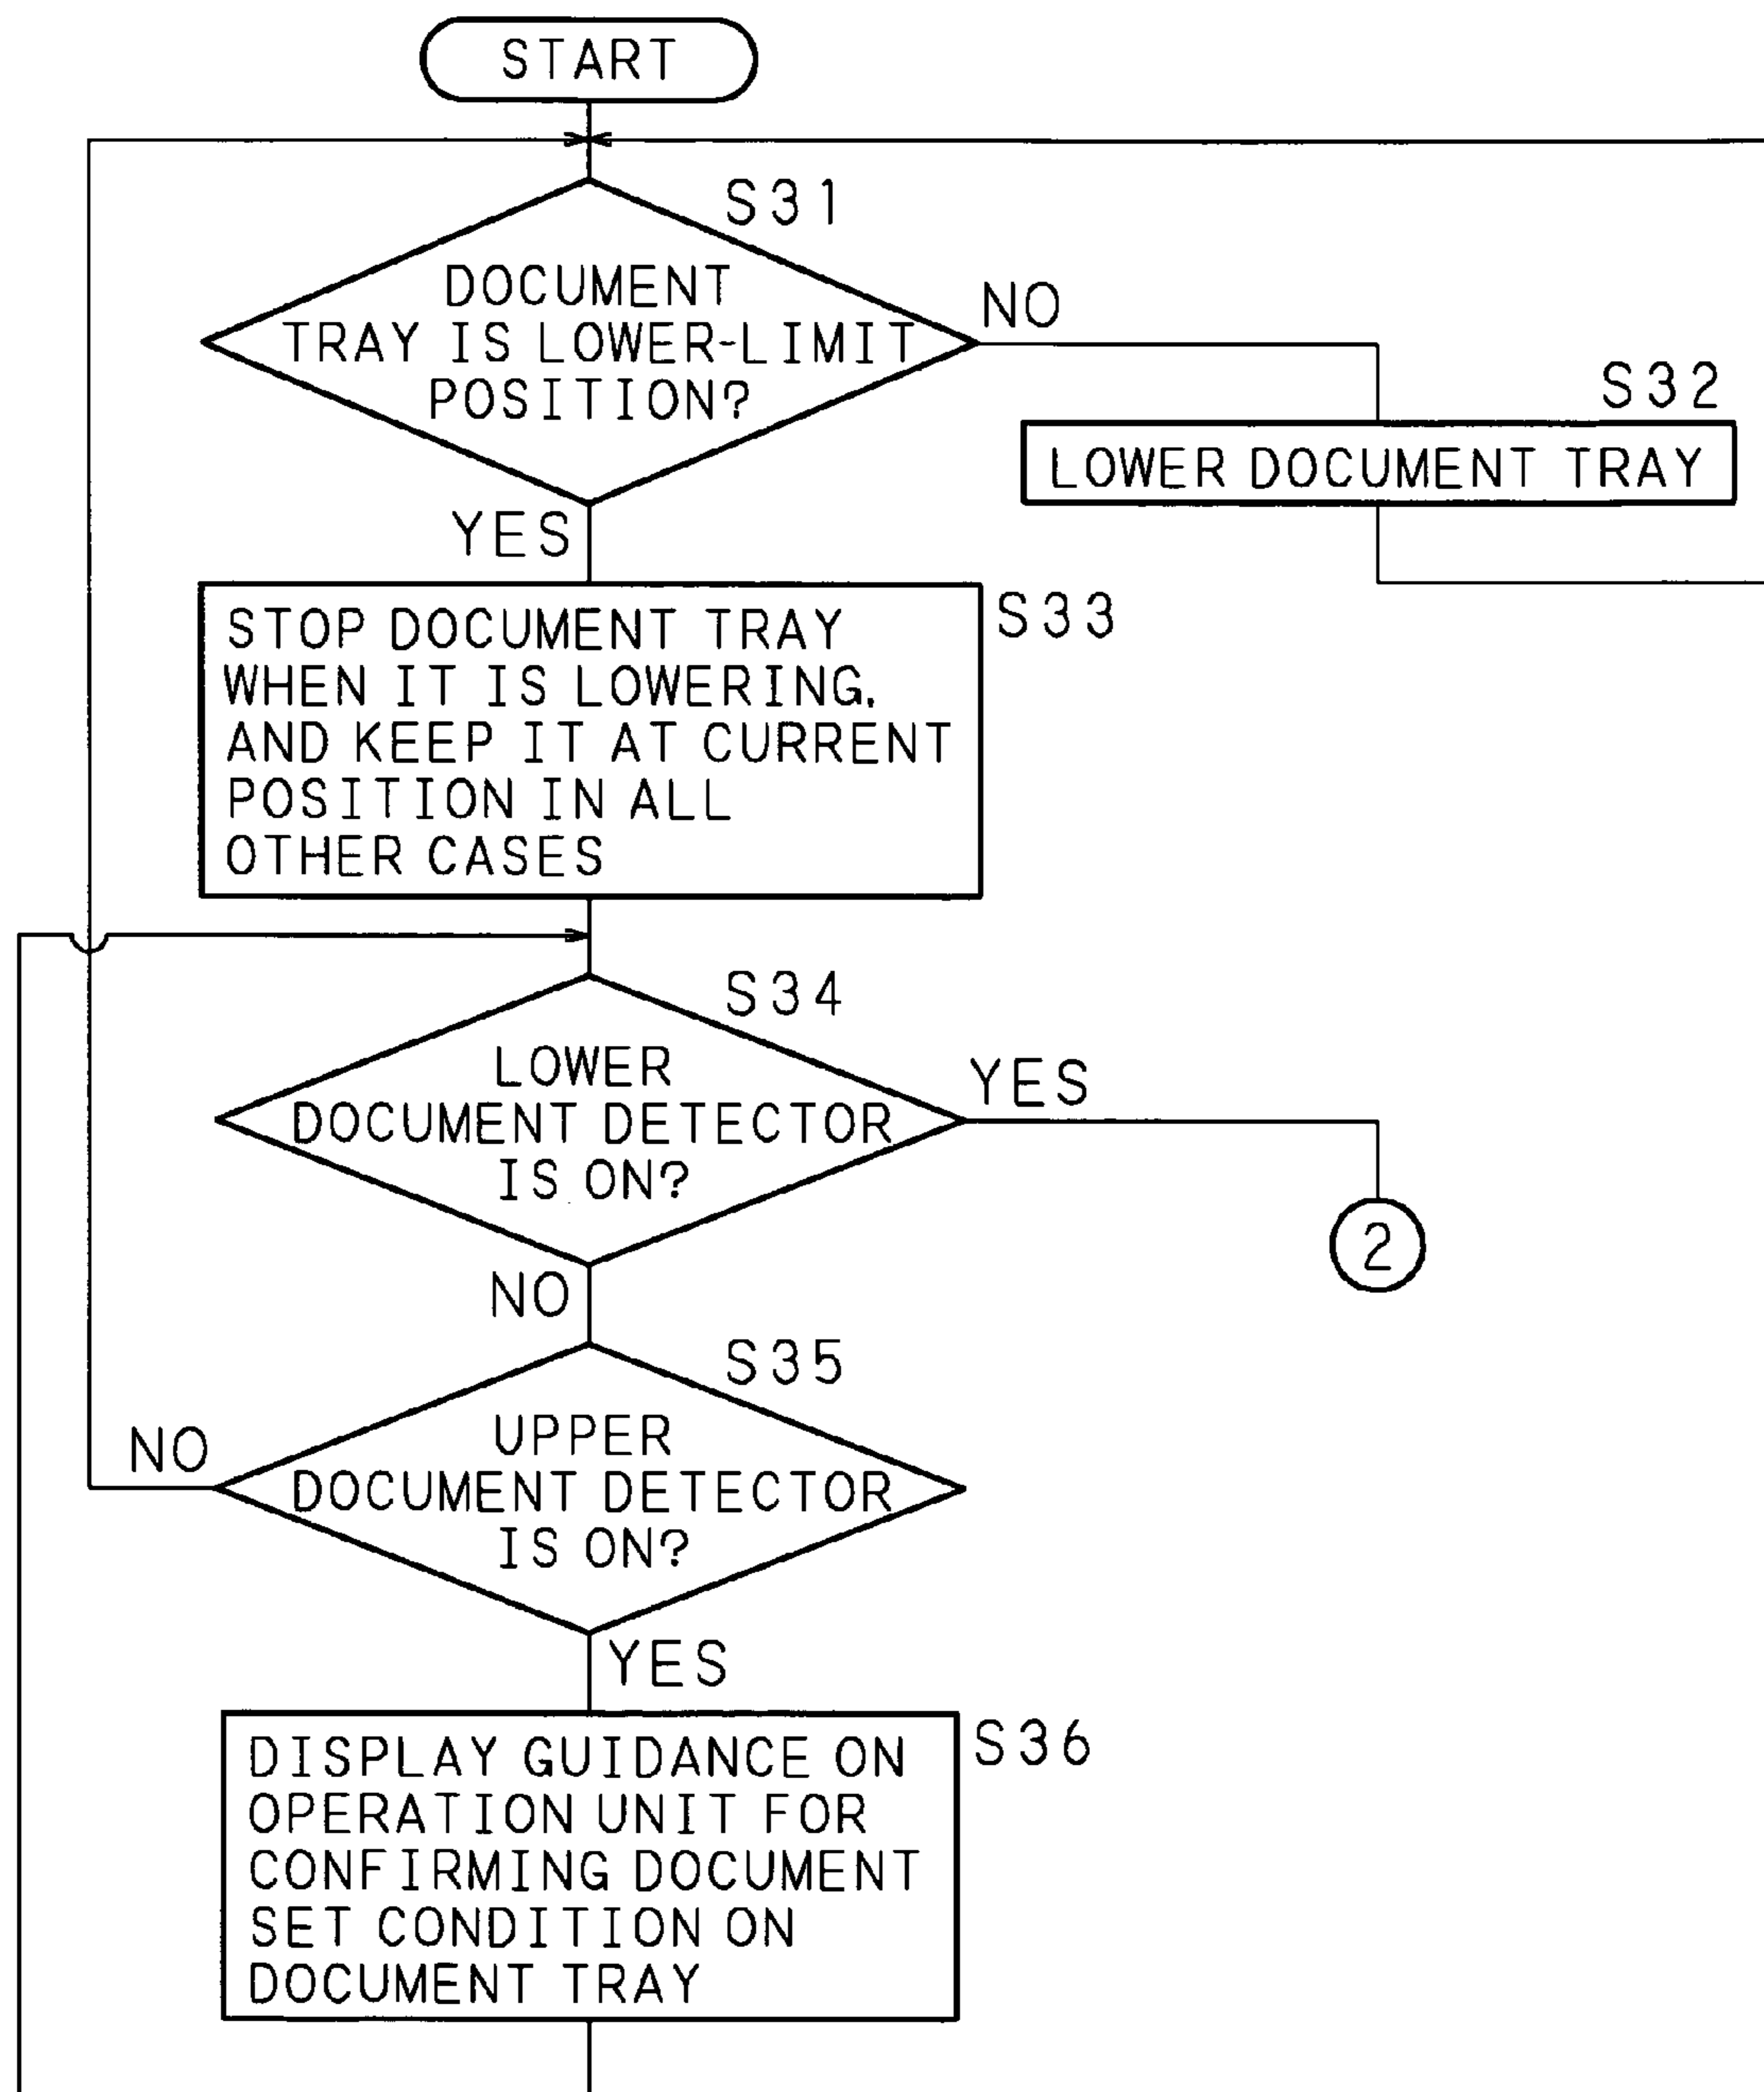 START
S31
DOCUMENT
TRAY IS LOWER-LIMIT
POSITION?
NO
S32
LOWER DOCUMENT TRAY
YES
S33
STOP DOCUMENT TRAY
WHEN IT IS LOWERING,
AND KEEP IT AT CURRENT
POSITION IN ALL
OTHER CASES
S34
LOWER
DOCUMENT DETECTOR
IS ON?
YES
2
NO
S35
UPPER
DOCUMENT DETECTOR
IS ON?
NO
YES
S36
DISPLAY GUIDANCE ON
OPERATION UNIT FOR
CONFIRMING DOCUMENT
SET CONDITION ON
DOCUMENT TRAY